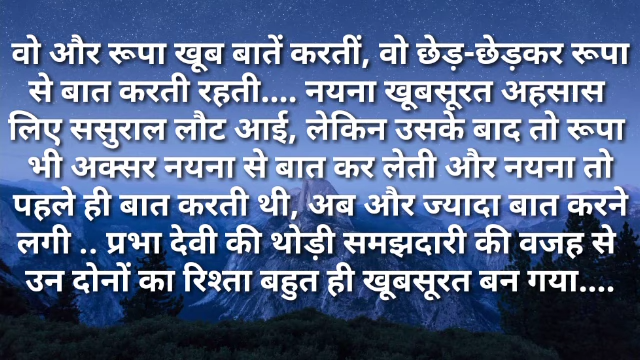 वो और रूपा खूब बातें करतीं, वो छेड़-छेड़कर रूपा
से बात करती रहती.... नयना खूबसूरत अहसास
लिए ससुराल लौट आई, लेकिन उसके बाद तो रूपा
भी अक्सर नयना से बात कर लेती और नयना तो
पहले ही बात करती थी, अब और ज्यादा बात करने
लगी .. प्रभा देवी की थोड़ी समझदारी की वजह से
उन दोनों का रिश्ता बहुत ही खूबसूरत बन गया....